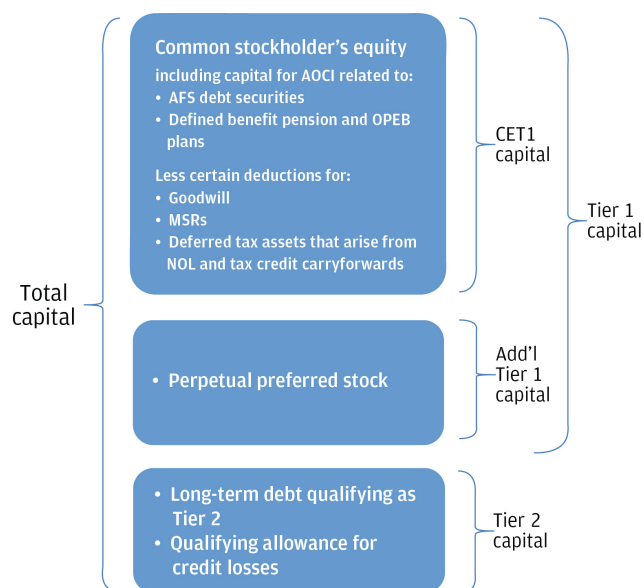 Total
capital
Common stockholder's equity
including capital for AOCI related to:
• AFS debt securities
• Defined benefit pension and OPEB
plans
Less certain deductions for:
• Goodwill
• MSRs
• Deferred tax assets that arise from
NOL and tax credit carryforwards
CET1
capital
Tier 1
capital
• Perpetual preferred stock
Add'l
Tier 1
capital
• Long-term debt qualifying as
Tier 2
• Qualifying allowance for
credit losses
Tier 2
capital